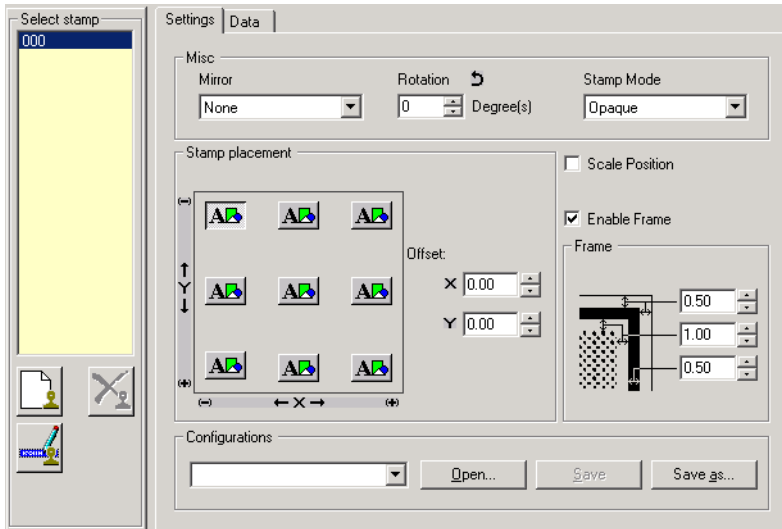 Select stamp
000
Settings Data
Misc
Mirror Rotation Stamp Mode
None 0 Degree(s) Opaque
Stamp placement
Scale Position
Enable Frame
(-)
A A A
Offset:
Frame
Y
A A A
X 0.00
0.50
Y 0.00
1.00
A A A
0.50
(+)
(-) ←X→ (+)
Configurations
Open... Save Save as...